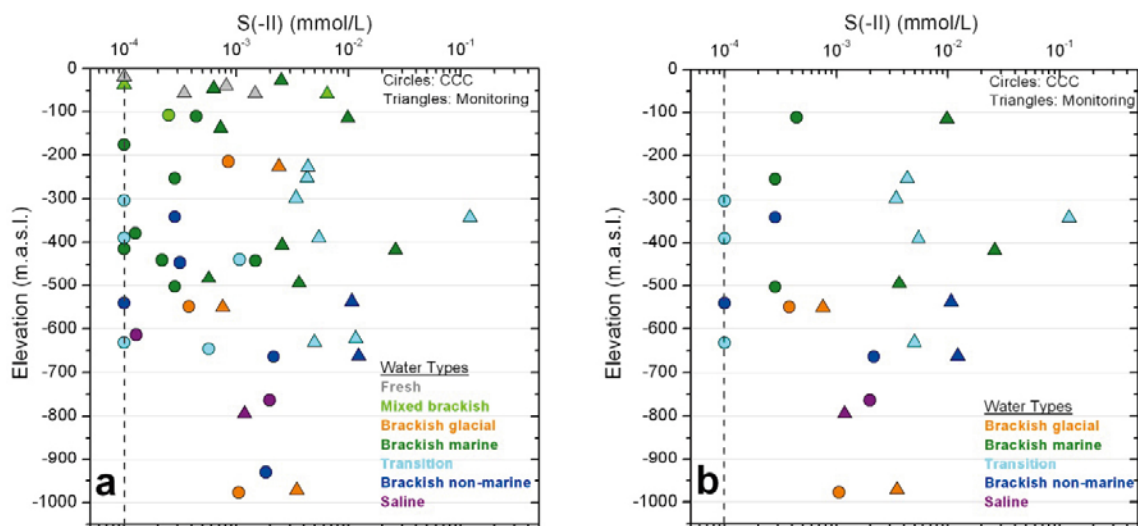 S(-II) (mmol/L)
10-4 10-3 10-2 10-1
Elevation (m.a.s.l.)
0
-100
-200
-300
-400
-500
-600
-700
-800
-900
-1000
Circles: CCC
Triangles: Monitoring
Water Types
Fresh
Mixed brackish
Brackish glacial
Brackish marine
Transition
Brackish non-marine
Saline
a
S(-II) (mmol/L)
10-4 10-3 10-2 10-1
Elevation (m.a.s.l.)
0
-100
-200
-300
-400
-500
-600
-700
-800
-900
-1000
Circles: CCC
Triangles: Monitoring
Water Types
Brackish glacial
Brackish marine
Transition
Brackish non-marine
Saline
b